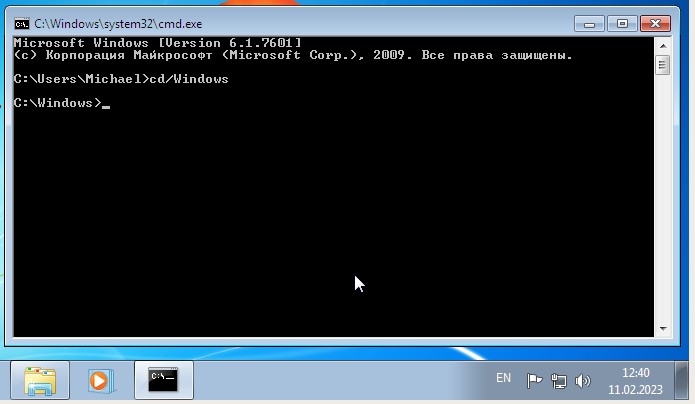 C:\Windows\system32\cmd.exe
Microsoft Windows [Version 6.1.7601]
(c) Корпорация Майкрософт (Microsoft Corp.), 2009. Все права защищены.
C:\Users\Michael>cd/Windows
C:\Windows>_
EN
12:40
11.02.2023